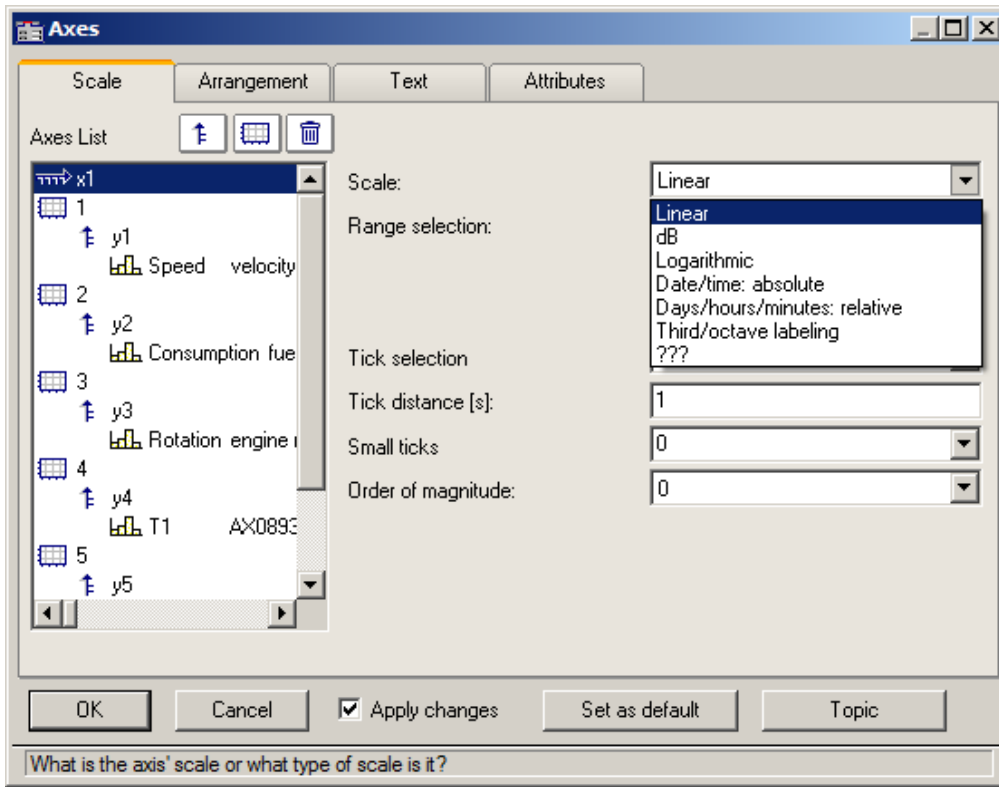 Axes
Scale Arrangement Text Attributes
Axes List
x1
1
y1
Speed velocity
2
y2
Consumption fue
3
y3
Rotation engine
4
y4
T1 AX0893
5
y5
Scale: Linear
Range selection:
Linear
dB
Logarithmic
Date/time: absolute
Days/hours/minutes: relative
Third/octave labeling
???
Tick selection
Tick distance [s]: 1
Small ticks 0
Order of magnitude: 0
OK Cancel Apply changes Set as default Topic
What is the axis' scale or what type of scale is it?